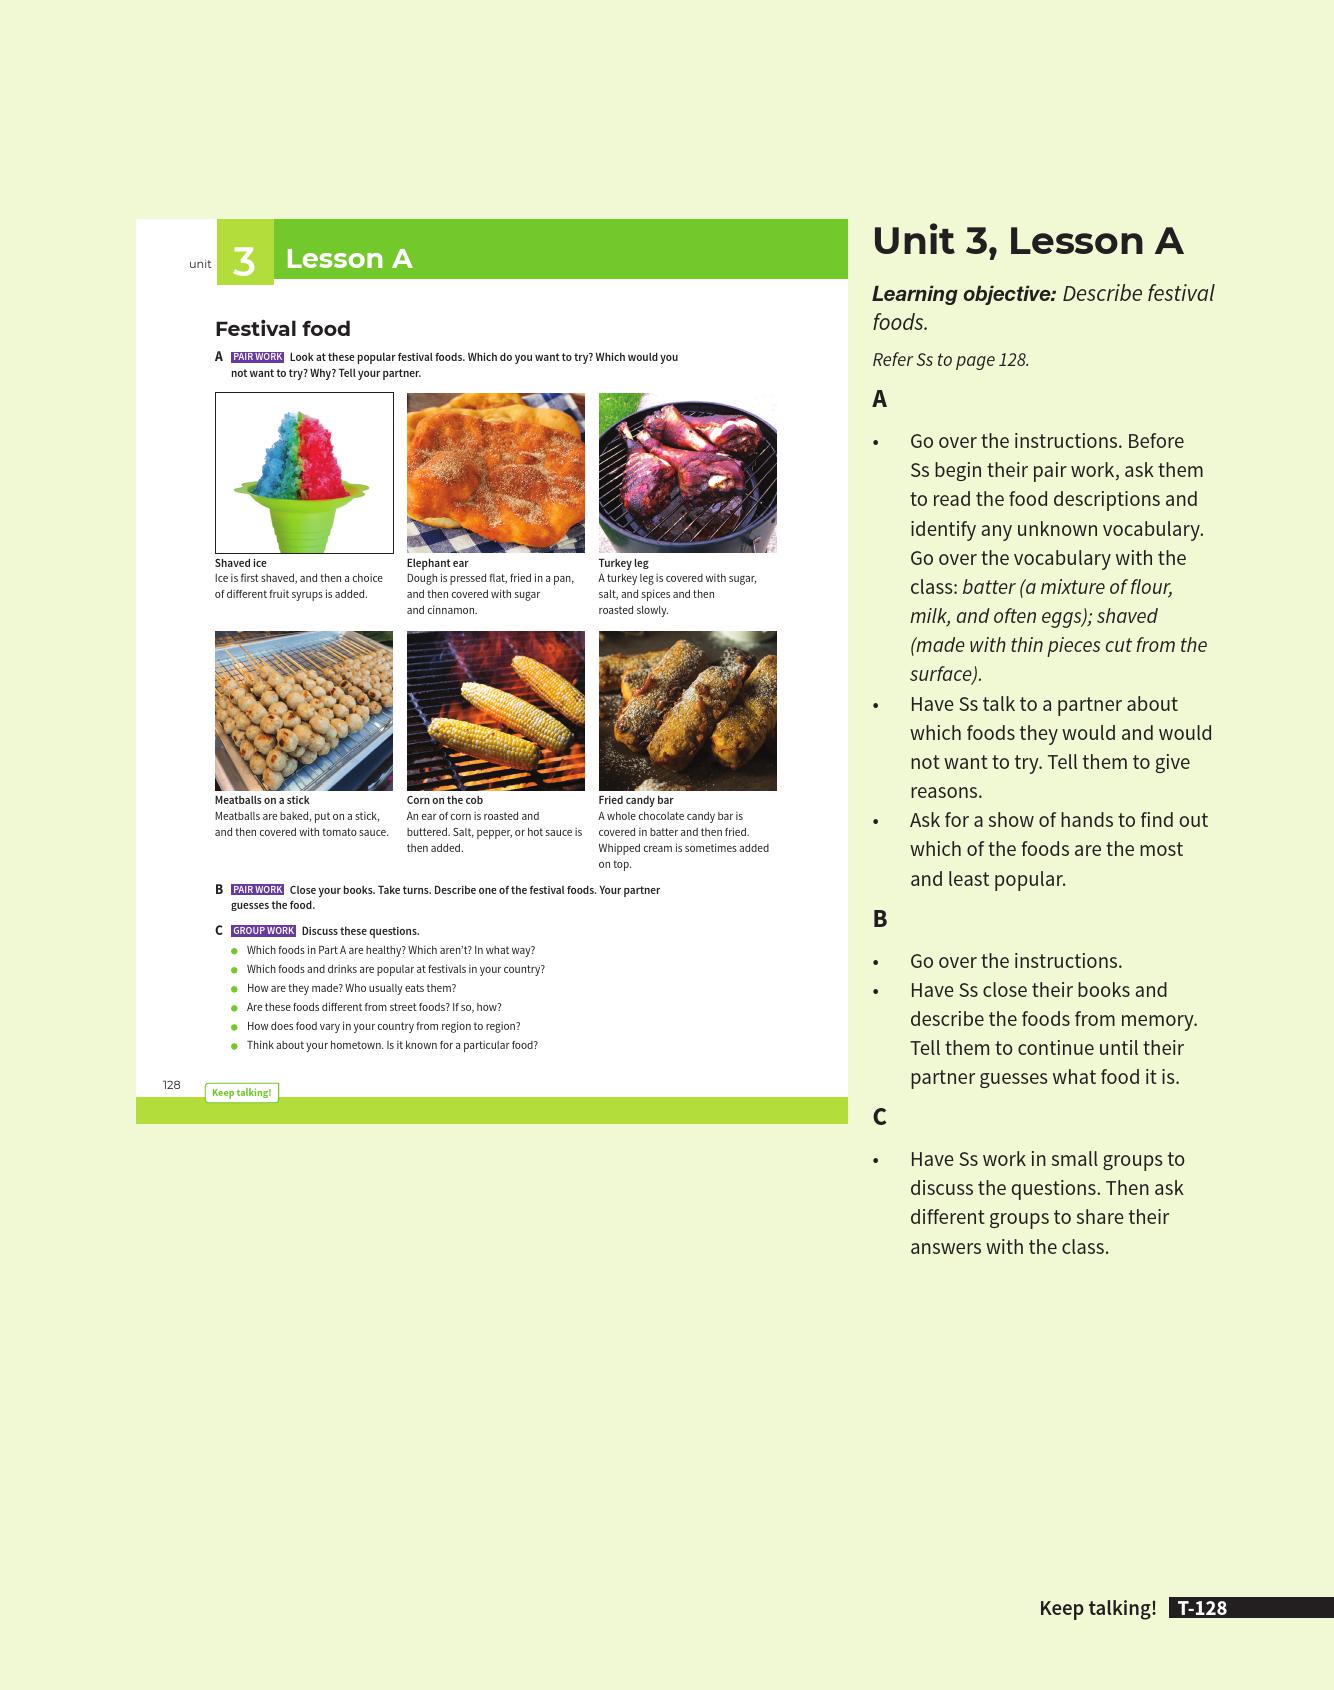 unit 3 Lesson A
Festival food
A PAIR WORK Look at these popular festival foods. Which do you want to try? Which would you
not want to try? Why? Tell your partner.
Shaved ice
Ice is first shaved, and then a choice
of different fruit syrups is added.
Elephant ear
Dough is pressed flat, fried in a pan,
and then covered with sugar
and cinnamon.
Turkey leg
A turkey leg is covered with sugar,
salt, and spices and then
roasted slowly.
Meatballs on a stick
Meatballs are baked, put on a stick,
and then covered with tomato sauce.
Corn on the cob
An ear of corn is roasted and
buttered. Salt, pepper, or hot sauce is
then added.
Fried candy bar
A whole chocolate candy bar is
covered in batter and then fried.
Whipped cream is sometimes added
on top.
B PAIR WORK Close your books. Take turns. Describe one of the festival foods. Your partner
guesses the food.
C GROUP WORK Discuss these questions.
● Which foods in Part A are healthy? Which aren't? In what way?
● Which foods and drinks are popular at festivals in your country?
● How are they made? Who usually eats them?
● Are these foods different from street foods? If so, how?
● How does food vary in your country from region to region?
● Think about your hometown. Is it known for a particular food?
128 Keep talking!
Unit 3, Lesson A
Learning objective: Describe festival
foods.
Refer Ss to page 128.
A
• Go over the instructions. Before
Ss begin their pair work, ask them
to read the food descriptions and
identify any unknown vocabulary.
Go over the vocabulary with the
class: batter (a mixture of flour,
milk, and often eggs); shaved
(made with thin pieces cut from the
surface).
• Have Ss talk to a partner about
which foods they would and would
not want to try. Tell them to give
reasons.
• Ask for a show of hands to find out
which of the foods are the most
and least popular.
B
• Go over the instructions.
• Have Ss close their books and
describe the foods from memory.
Tell them to continue until their
partner guesses what food it is.
C
• Have Ss work in small groups to
discuss the questions. Then ask
different groups to share their
answers with the class.
Keep talking! T-128